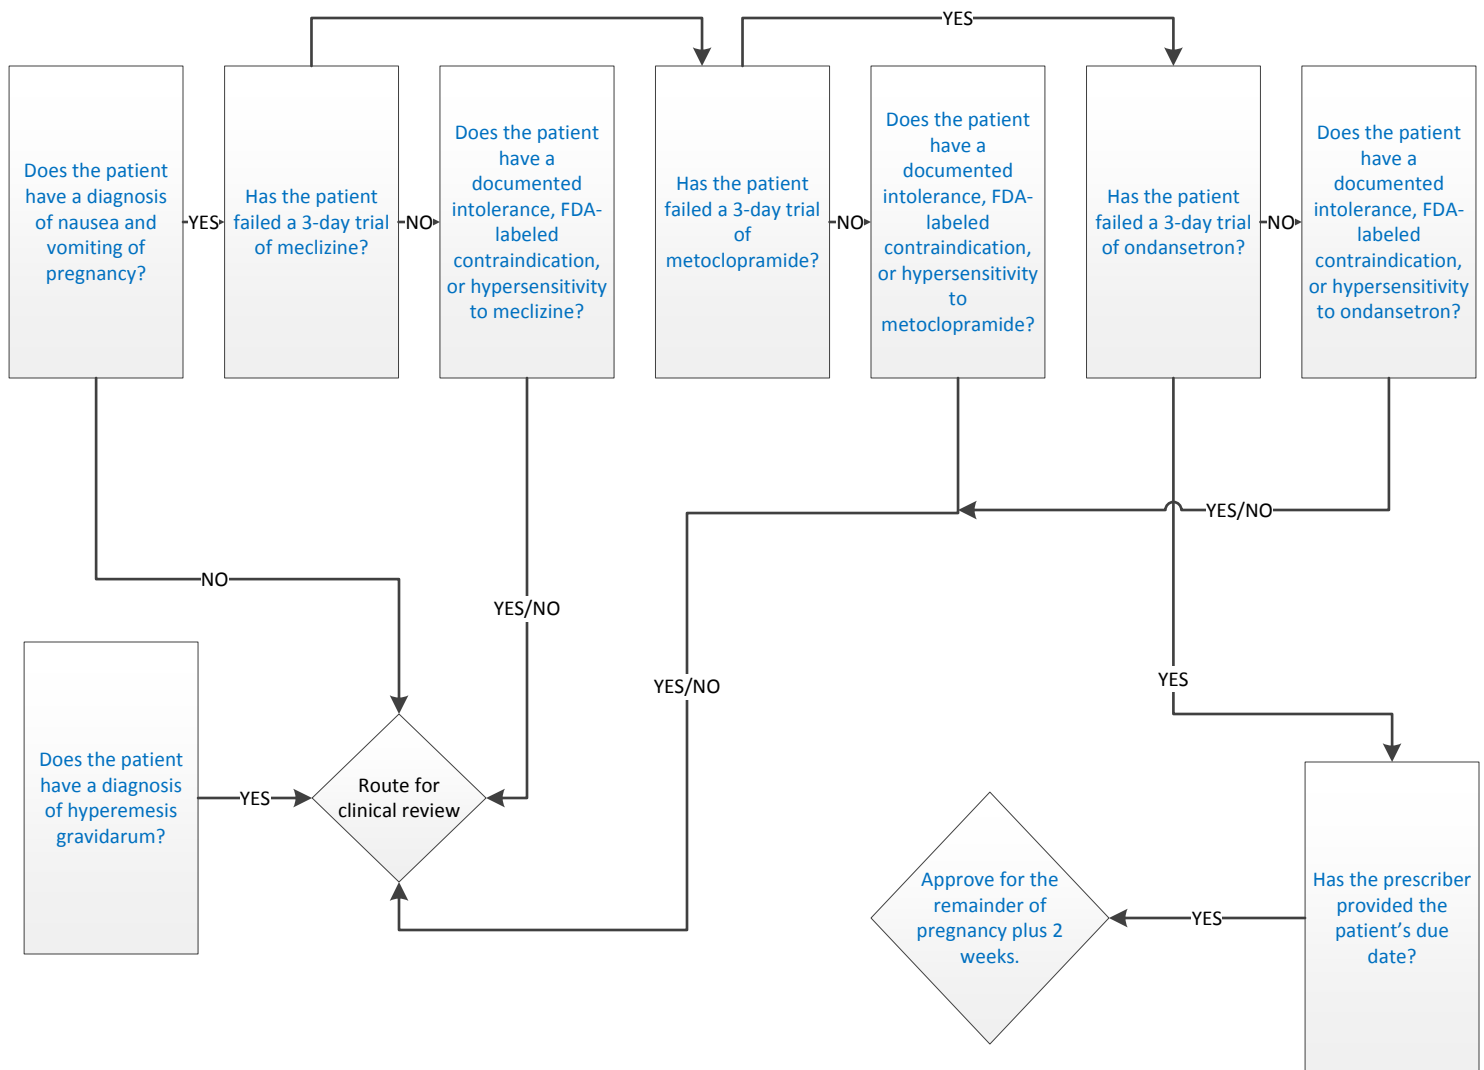 YES
YES
Does the patient
have a diagnosis
of nausea and
vomiting of
pregnancy?
YES
Has the patient
failed a 3-day trial
of meclizine?
NO
Does the patient
have a
documented
intolerance, FDA-
labeled
contraindication,
or hypersensitivity
to meclizine?
Has the patient
failed a 3-day trial
of
metoclopramide?
NO
Does the patient
have a
documented
intolerance, FDA-
labeled
contraindication,
or hypersensitivity
to
metoclopramide?
Has the patient
failed a 3-day trial
of ondansetron?
NO
Does the patient
have a
documented
intolerance, FDA-
labeled
contraindication,
or hypersensitivity
to ondansetron?
YES/NO
NO
YES/NO
YES/NO
YES
Does the patient
have a diagnosis
of hyperemesis
gravidarum?
YES
Route for
clinical review
Approve for the
remainder of
pregnancy plus 2
weeks.
YES
Has the prescriber
provided the
patient's due
date?